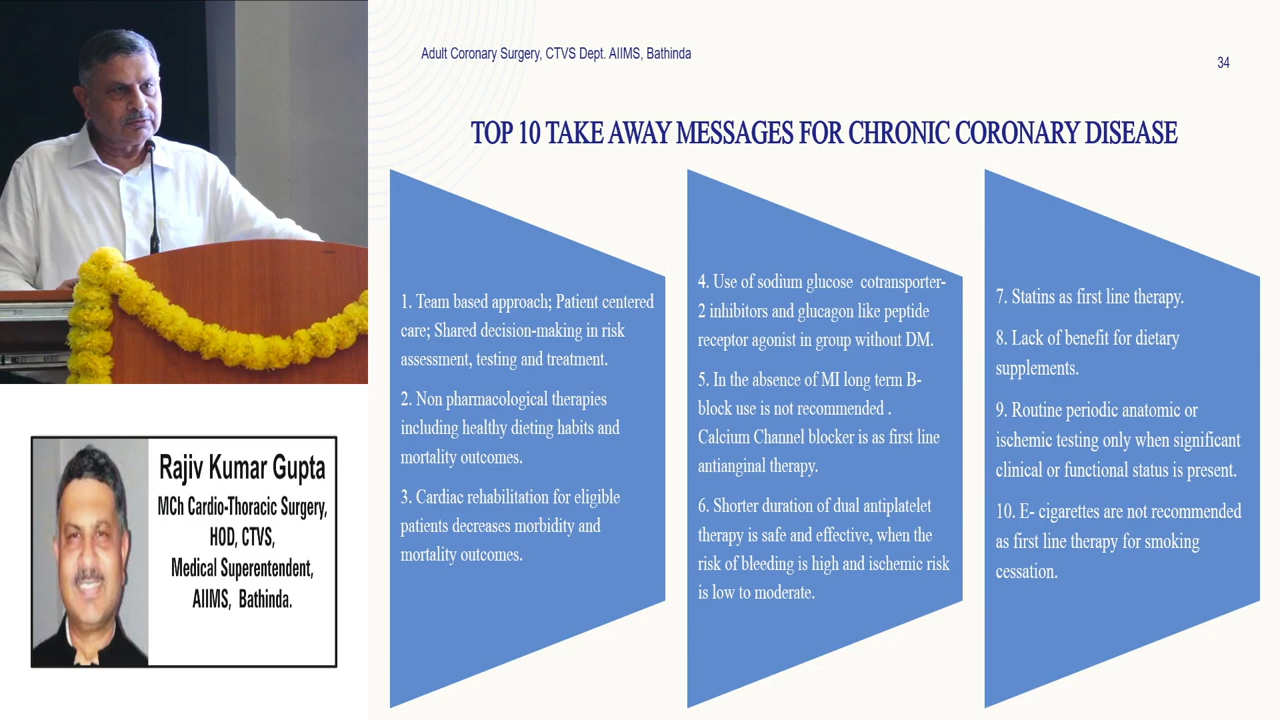 Adult Coronary Surgery, CTVS Dept. AIIMS, Bathinda
34
TOP 10 TAKE AWAY MESSAGES FOR CHRONIC CORONARY DISEASE
1. Team based approach; Patient centered
care; Shared decision-making in risk
assessment, testing and treatment.
2. Non pharmacological therapies
including healthy dieting habits and
mortality outcomes.
3. Cardiac rehabilitation for eligible
patients decreases morbidity and
mortality outcomes.
4. Use of sodium glucose cotransporter-
2 inhibitors and glucagon like peptide
receptor agonist in group without DM.
5. In the absence of MI long term B-
block use is not recommended .
Calcium Channel blocker is as first line
antianginal therapy.
6. Shorter duration of dual antiplatelet
therapy is safe and effective, when the
risk of bleeding is high and ischemic risk
is low to moderate.
7. Statins as first line therapy.
8. Lack of benefit for dietary
supplements.
9. Routine periodic anatomic or
ischemic testing only when significant
clinical or functional status is present.
10. E- cigarettes are not recommended
as first line therapy for smoking
cessation.
Rajiv Kumar Gupta
MCh Cardio-Thoracic Surgery,
HOD, CTVS,
Medical Superentendent,
AIIMS, Bathinda.